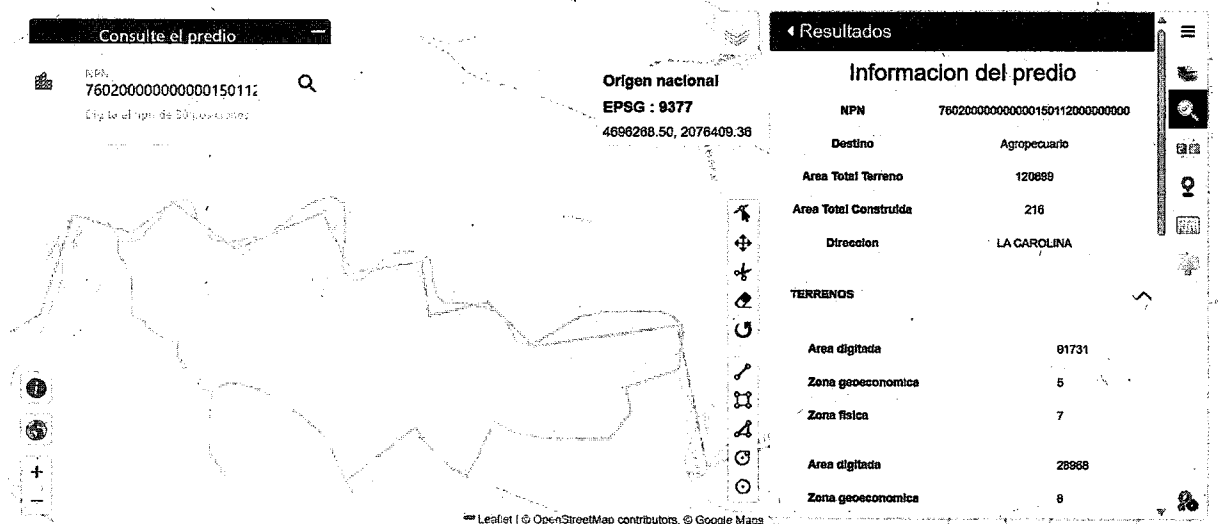 Consulte el predio
NPN
760200000000000150112
Digite el npn de 30 posiciones
Origen nacional
EPSG : 9377
4696268.50, 2076409.36
Leaflet | © OpenStreetMap contributors, © Google Maps
Resultados
Informacion del predio
NPN 760200000000000150112000000000
Destino Agropecuario
Area Total Terreno 120699
Area Total Construida 216
Direccion LA CAROLINA
TERRENOS
Area digitada 91731
Zona geoeconomica 5
Zona fisica 7
Area digitada 28968
Zona geoeconomica 8